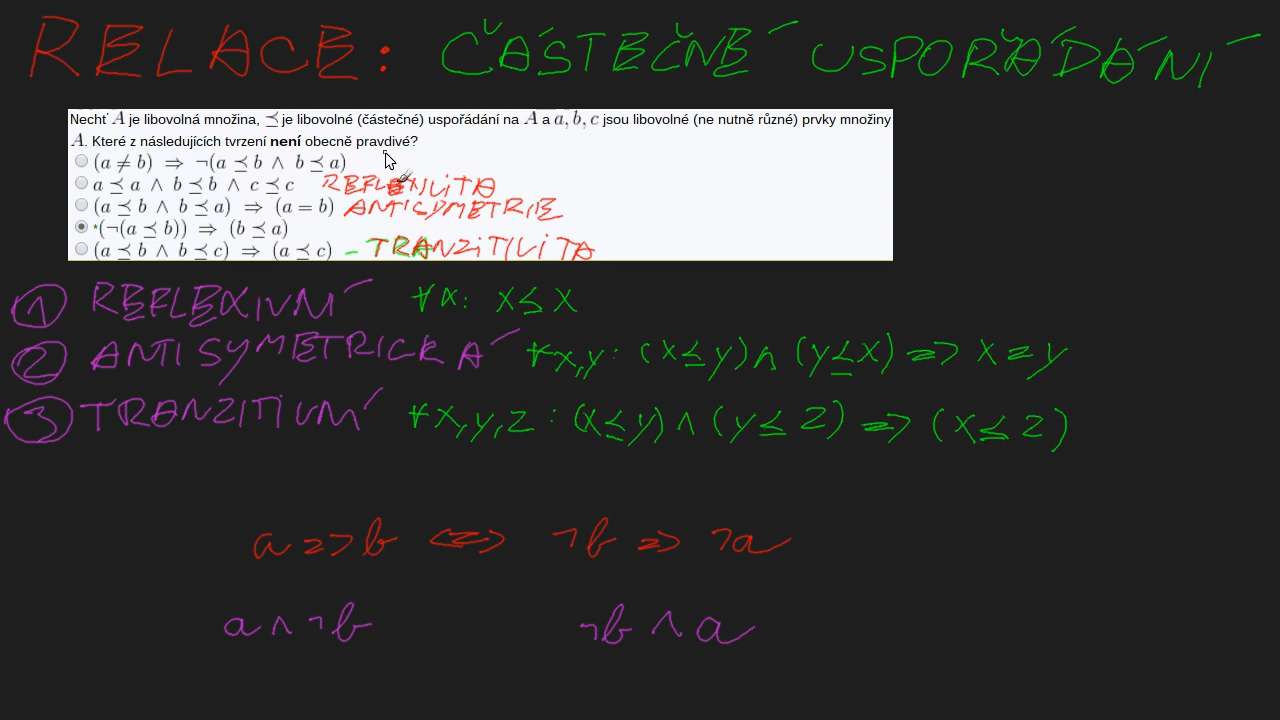 RELACE: ČÁSTEČNÉ USPOŘÁDÁNÍ
Nechť A je libovolná množina, ⪯ je libovolné (částečné) uspořádání na A a a, b, c jsou libovolné (ne nutně různé) prvky množiny
A. Které z následujících tvrzení není obecně pravdivé?
(a ≠ b) ⇒ ¬(a ⪯ b ∧ b ⪯ a)
a ⪯ a ∧ b ⪯ b ∧ c ⪯ c REFLEXIVITA
(a ⪯ b ∧ b ⪯ a) ⇒ (a = b) ANTISYMETRIE
*(¬(a ⪯ b)) ⇒ (b ⪯ a)
(a ⪯ b ∧ b ⪯ c) ⇒ (a ⪯ c) - TRANZITIVITA
1 REFLEXIVNÍ ∀x: x ≤ x
2 ANTISYMETRICKÁ ∀x,y: (x ≤ y) ∧ (y ≤ x) => x = y
3 TRANZITIVNÍ ∀x,y,z: (x ≤ y) ∧ (y ≤ z) => (x ≤ z)
a => b <=> ¬b => ¬a
a ∧ ¬b ¬b ∧ a